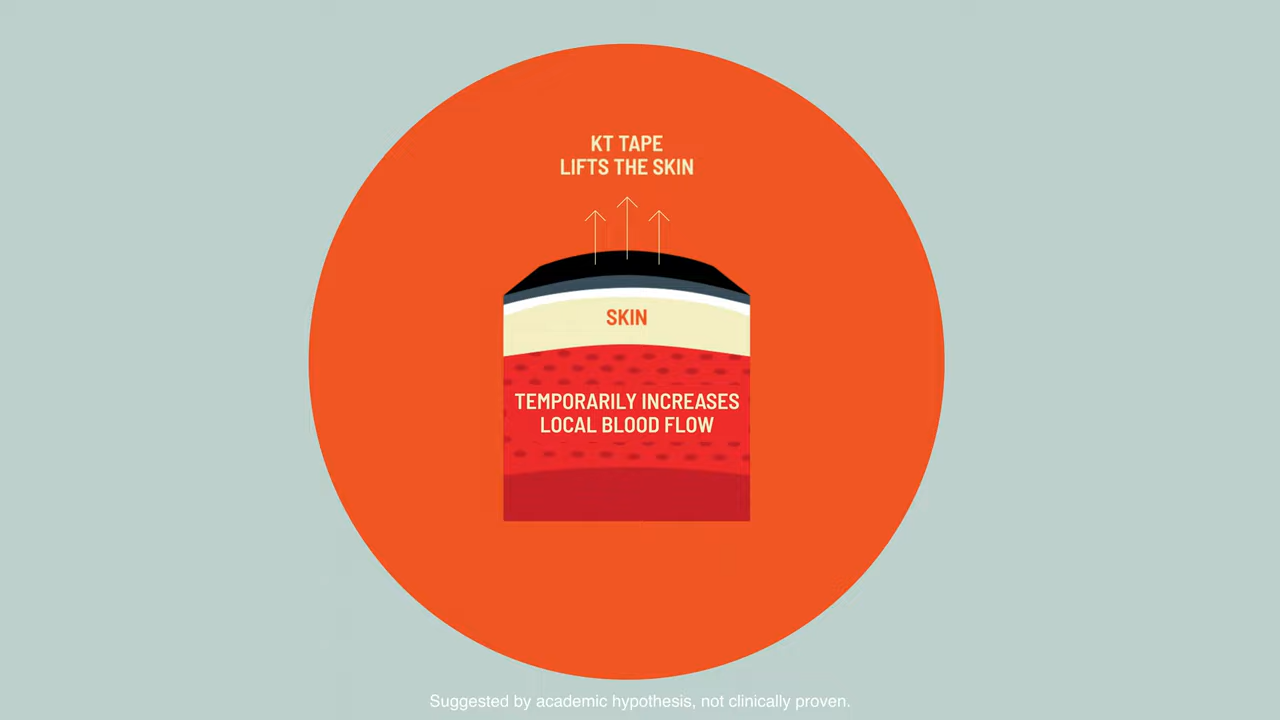 KT TAPE
LIFTS THE SKIN
SKIN
TEMPORARILY INCREASES
LOCAL BLOOD FLOW
Suggested by academic hypothesis, not clinically proven.